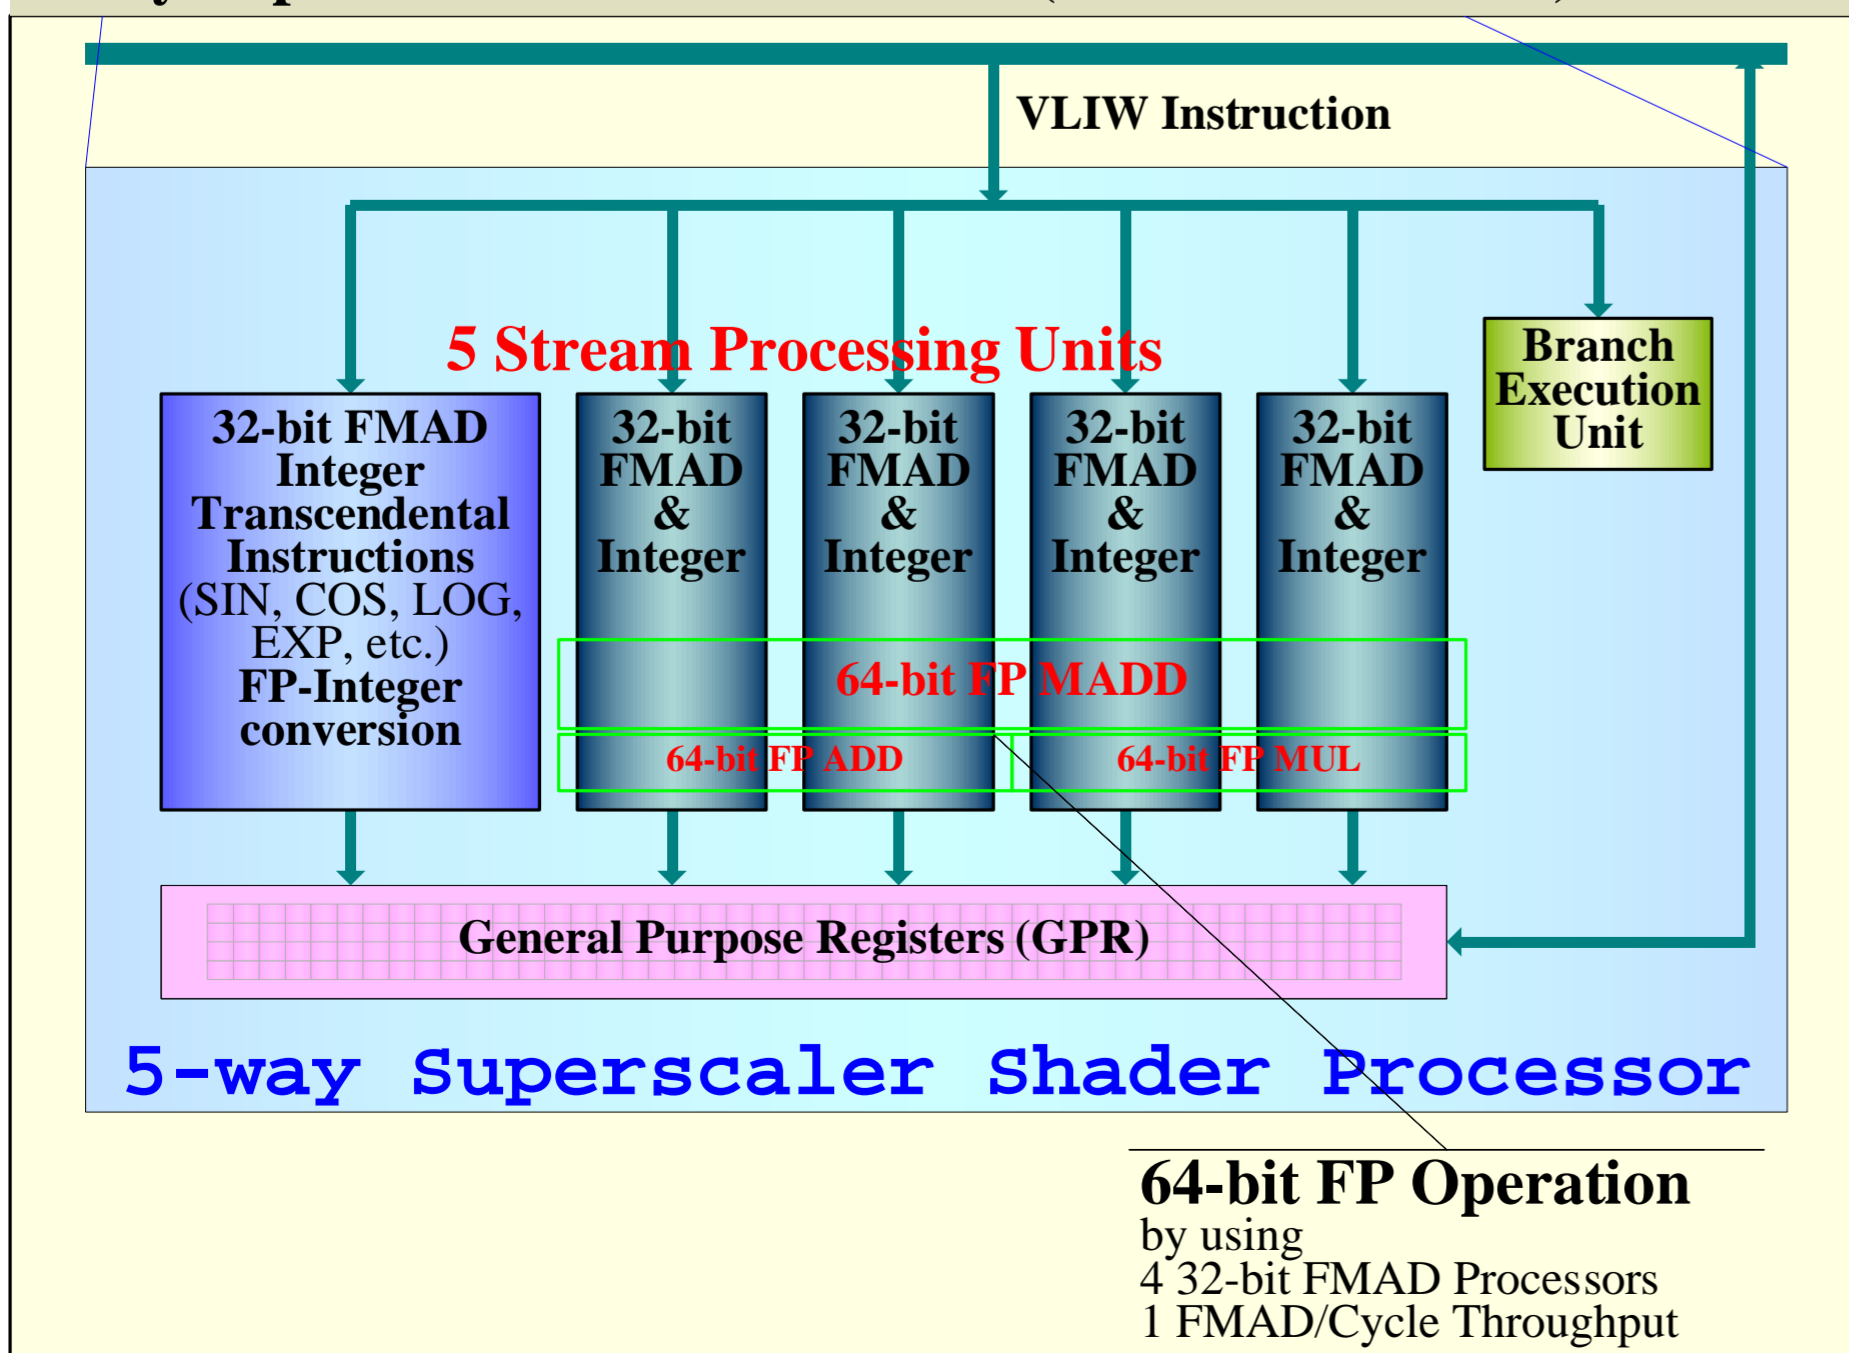 VLIW Instruction
5 Stream Processing Units
Branch
Execution
Unit
32-bit FMAD
Integer
Transcendental
Instructions
(SIN, COS, LOG,
EXP, etc.)
FP-Integer
conversion
32-bit
FMAD
&
Integer
32-bit
FMAD
&
Integer
32-bit
FMAD
&
Integer
32-bit
FMAD
&
Integer
64-bit FP MADD
64-bit FP ADD
64-bit FP MUL
General Purpose Registers (GPR)
5-way Superscaler Shader Processor
64-bit FP Operation
by using
4 32-bit FMAD Processors
1 FMAD/Cycle Throughput